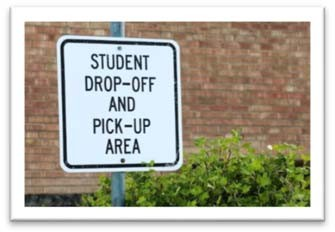 STUDENT
DROP-OFF
AND
PICK-UP
AREA